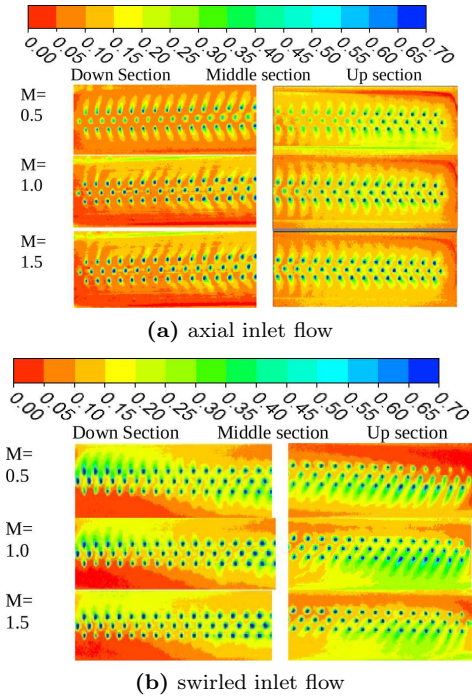 0.00 0.05 0.10 0.15 0.20 0.25 0.30 0.35 0.40 0.45 0.50 0.55 0.60 0.65 0.70
Down Section Middle section Up section
M=
0.5
M=
1.0
M=
1.5
(a) axial inlet flow
0.00 0.05 0.10 0.15 0.20 0.25 0.30 0.35 0.40 0.45 0.50 0.55 0.60 0.65 0.70
Down Section Middle section Up section
M=
0.5
M=
1.0
M=
1.5
(b) swirled inlet flow